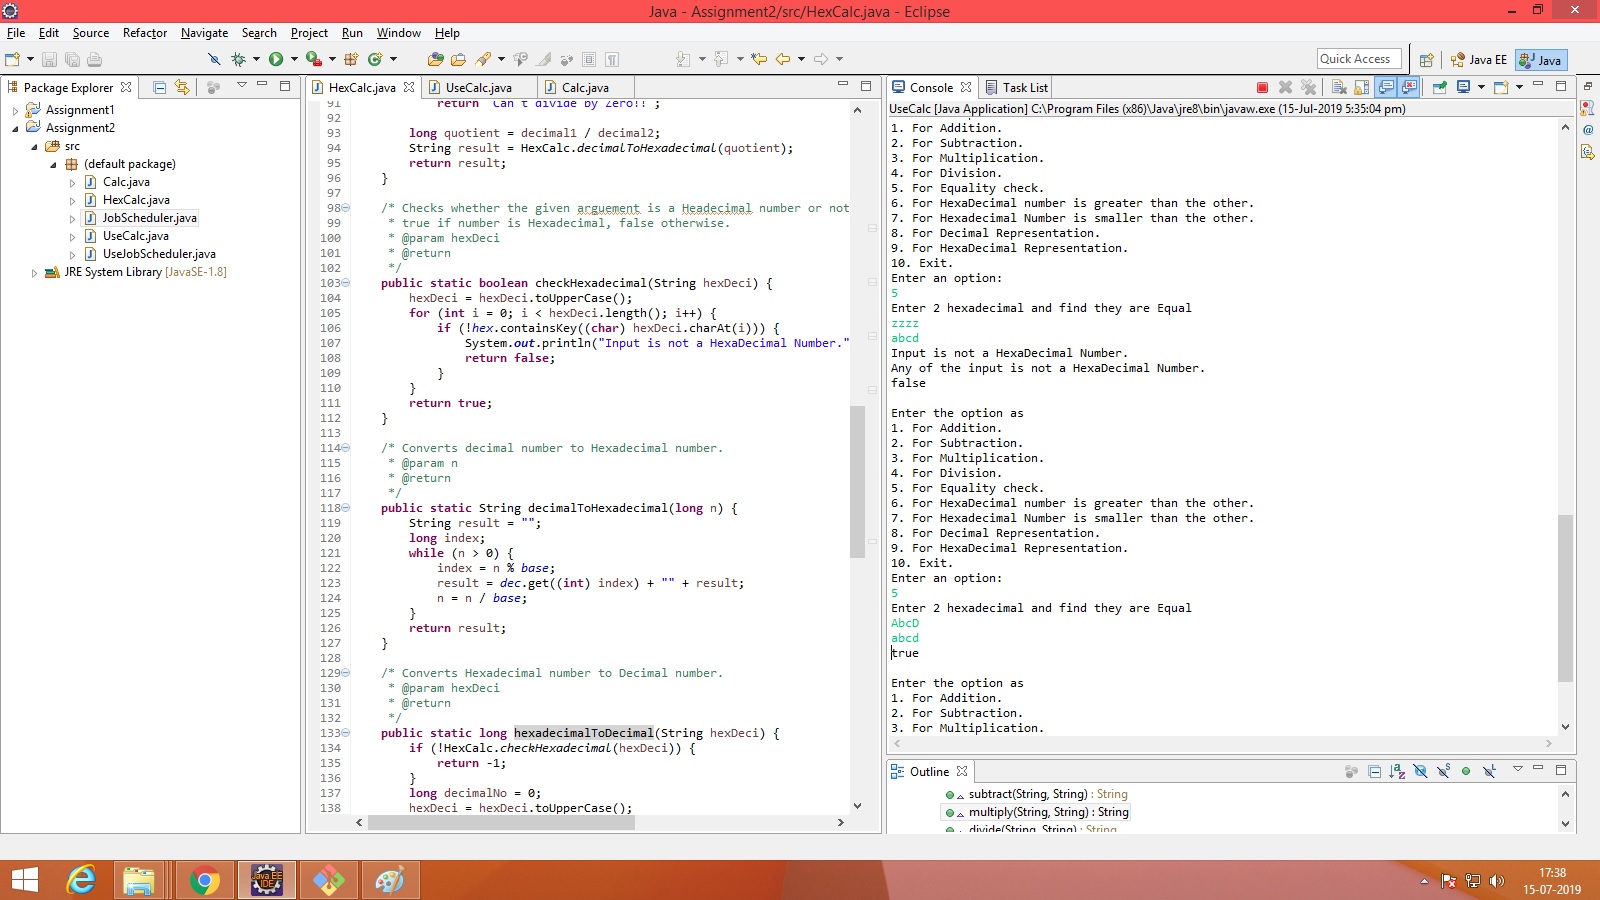 Java - Assignment2/src/HexCalc.java - Eclipse
File Edit Source Refactor Navigate Search Project Run Window Help
Quick Access Java EE Java
Package Explorer
Assignment1
Assignment2
src
(default package)
Calc.java
HexCalc.java
JobScheduler.java
UseCalc.java
UseJobScheduler.java
JRE System Library [JavaSE-1.8]
HexCalc.java UseCalc.java Calc.java
91 return "Can't divide by Zero!!";
92
93 long quotient = decimal1 / decimal2;
94 String result = HexCalc.decimalToHexadecimal(quotient);
95 return result;
96 }
97
98 /* Checks whether the given arguement is a Headecimal number or not
99 * true if number is Hexadecimal, false otherwise.
100 * @param hexDeci
101 * @return
102 */
103 public static boolean checkHexadecimal(String hexDeci) {
104 hexDeci = hexDeci.toUpperCase();
105 for (int i = 0; i < hexDeci.length(); i++) {
106 if (!hex.containsKey((char) hexDeci.charAt(i))) {
107 System.out.println("Input is not a HexaDecimal Number."
108 return false;
109 }
110 }
111 return true;
112 }
113
114 /* Converts decimal number to Hexadecimal number.
115 * @param n
116 * @return
117 */
118 public static String decimalToHexadecimal(long n) {
119 String result = "";
120 long index;
121 while (n > 0) {
122 index = n % base;
123 result = dec.get((int) index) + "" + result;
124 n = n / base;
125 }
126 return result;
127 }
128
129 /* Converts Hexadecimal number to Decimal number.
130 * @param hexDeci
131 * @return
132 */
133 public static long hexadecimalToDecimal(String hexDeci) {
134 if (!HexCalc.checkHexadecimal(hexDeci)) {
135 return -1;
136 }
137 long decimalNo = 0;
138 hexDeci = hexDeci.toUpperCase();
Console Task List
UseCalc [Java Application] C:\Program Files (x86)\Java\jre8\bin\javaw.exe (15-Jul-2019 5:35:04 pm)
1. For Addition.
2. For Subtraction.
3. For Multiplication.
4. For Division.
5. For Equality check.
6. For HexaDecimal number is greater than the other.
7. For Hexadecimal Number is smaller than the other.
8. For Decimal Representation.
9. For HexaDecimal Representation.
10. Exit.
Enter an option:
5
Enter 2 hexadecimal and find they are Equal
zzzz
abcd
Input is not a HexaDecimal Number.
Any of the input is not a HexaDecimal Number.
false
Enter the option as
1. For Addition.
2. For Subtraction.
3. For Multiplication.
4. For Division.
5. For Equality check.
6. For HexaDecimal number is greater than the other.
7. For Hexadecimal Number is smaller than the other.
8. For Decimal Representation.
9. For HexaDecimal Representation.
10. Exit.
Enter an option:
5
Enter 2 hexadecimal and find they are Equal
AbcD
abcd
true
Enter the option as
1. For Addition.
2. For Subtraction.
3. For Multiplication.
Outline
subtract(String, String) : String
multiply(String, String) : String
divide(String, String) : String
Java EE
IDE
17:38
15-07-2019